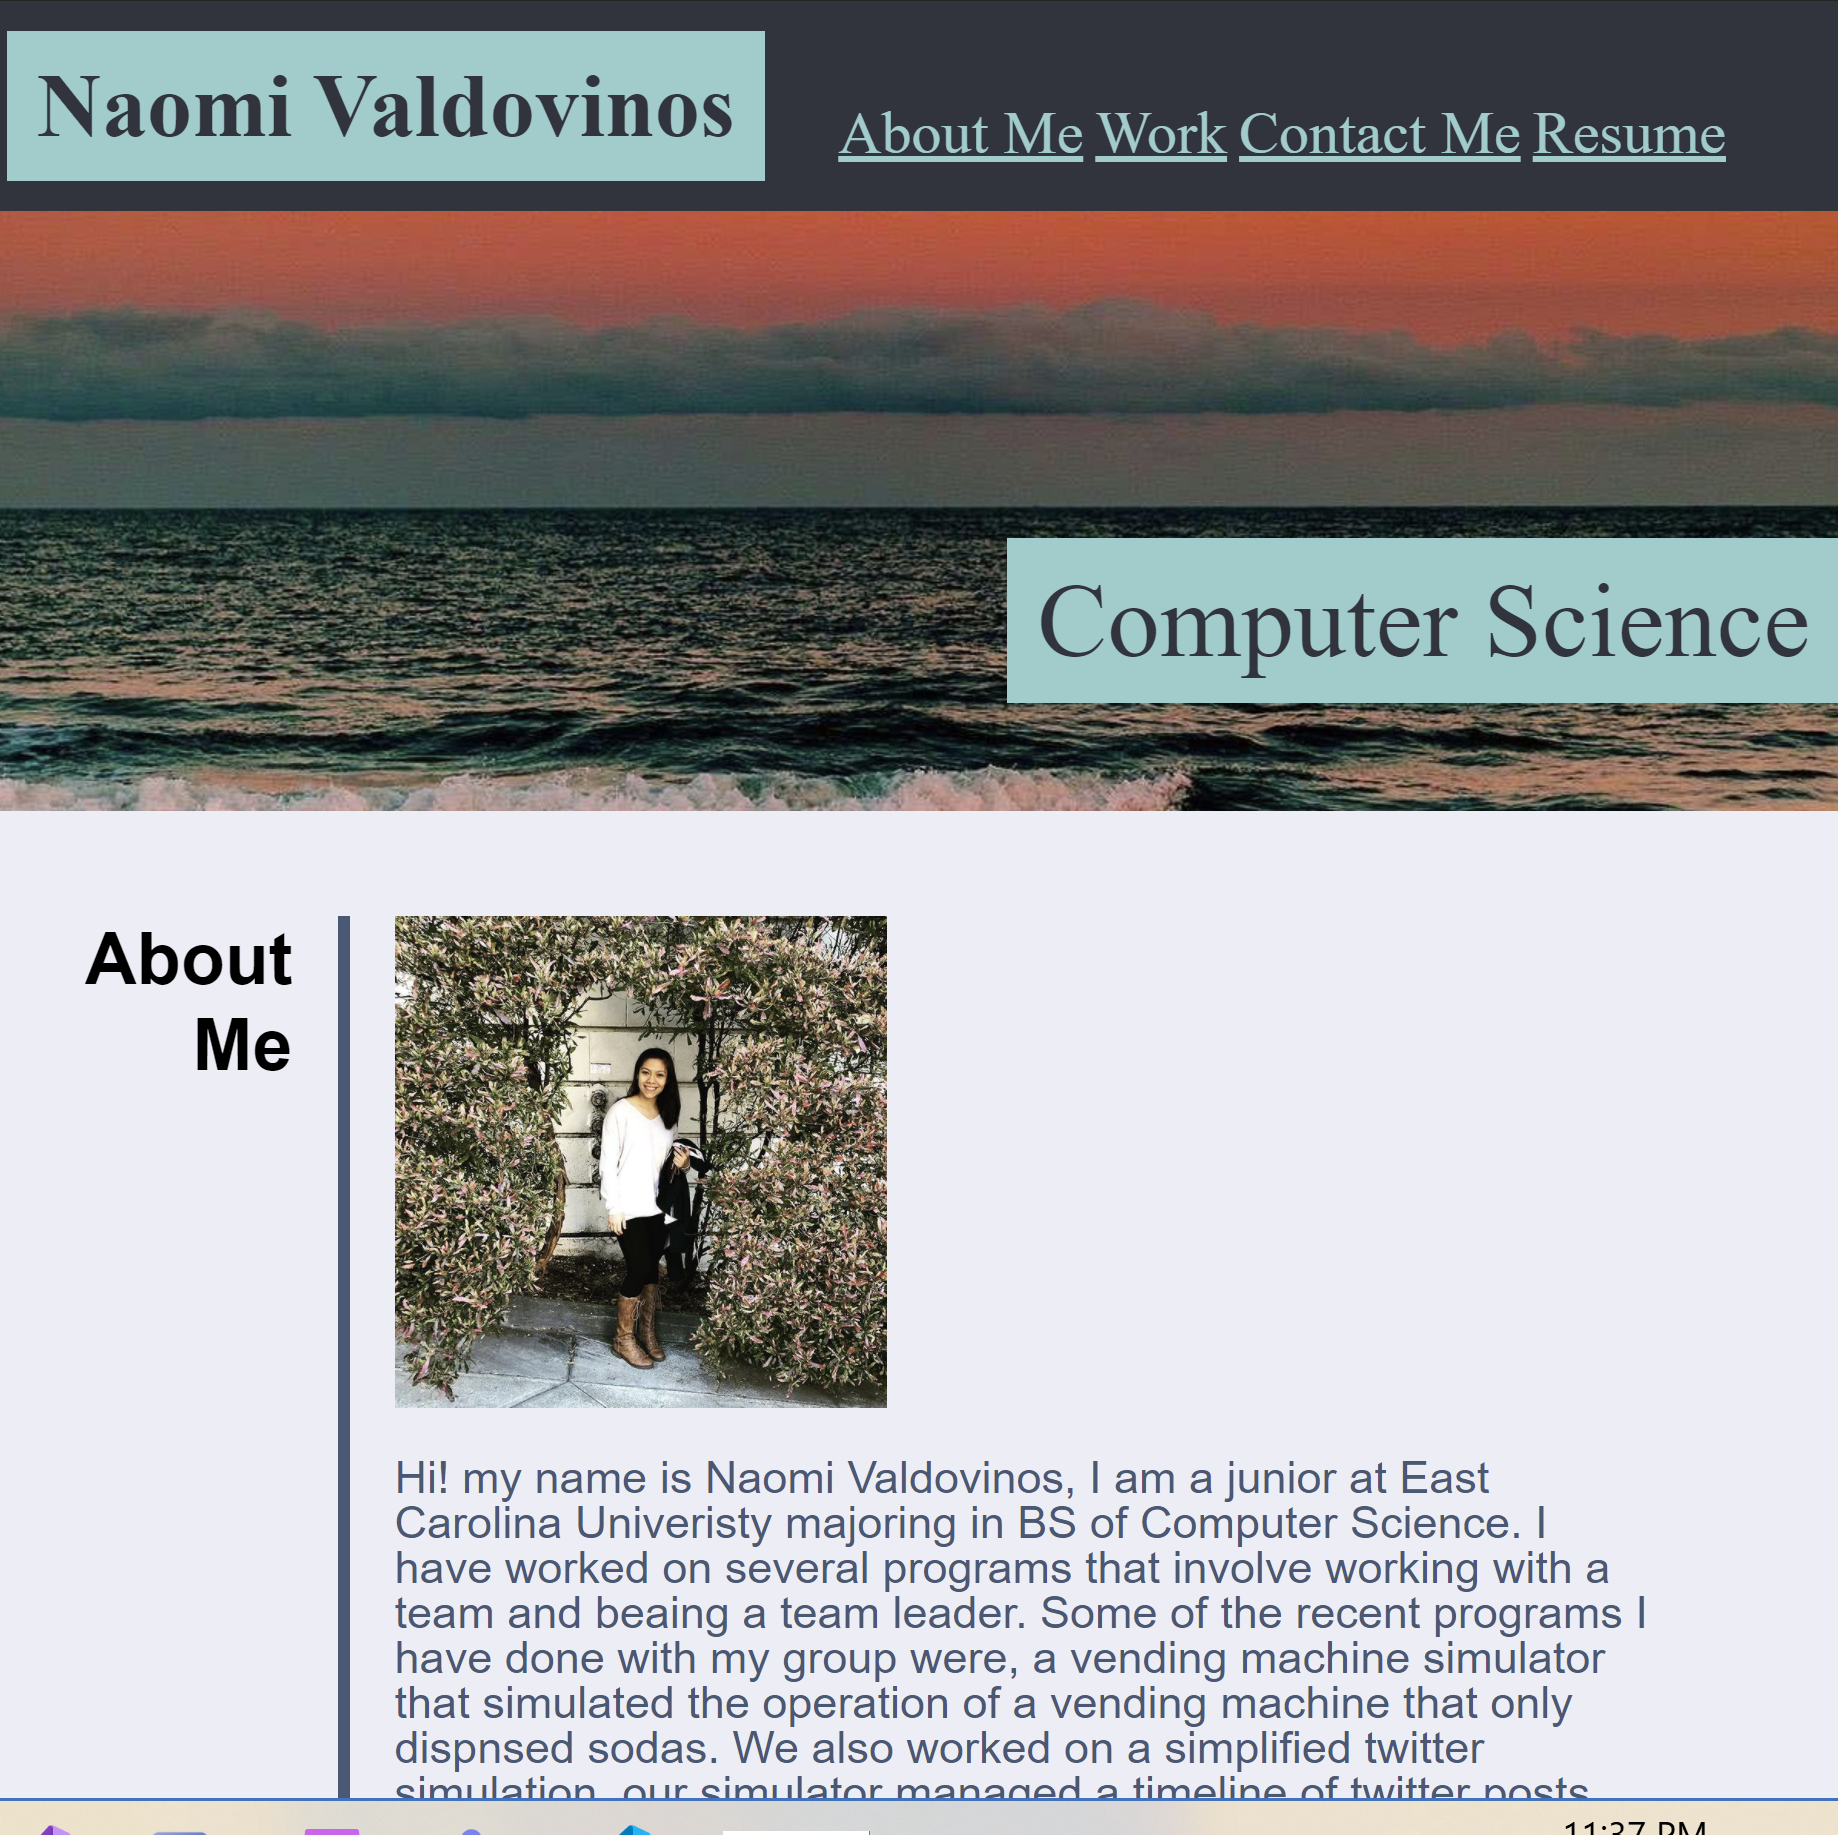 Naomi Valdovinos
About Me Work Contact Me Resume
Computer Science
About
Me
Hi! my name is Naomi Valdovinos, I am a junior at East
Carolina Univeristy majoring in BS of Computer Science. I
have worked on several programs that involve working with a
team and beaing a team leader. Some of the recent programs I
have done with my group were, a vending machine simulator
that simulated the operation of a vending machine that only
dispnsed sodas. We also worked on a simplified twitter
simulation, our simulator managed a timeline of twitter posts
11:37 PM